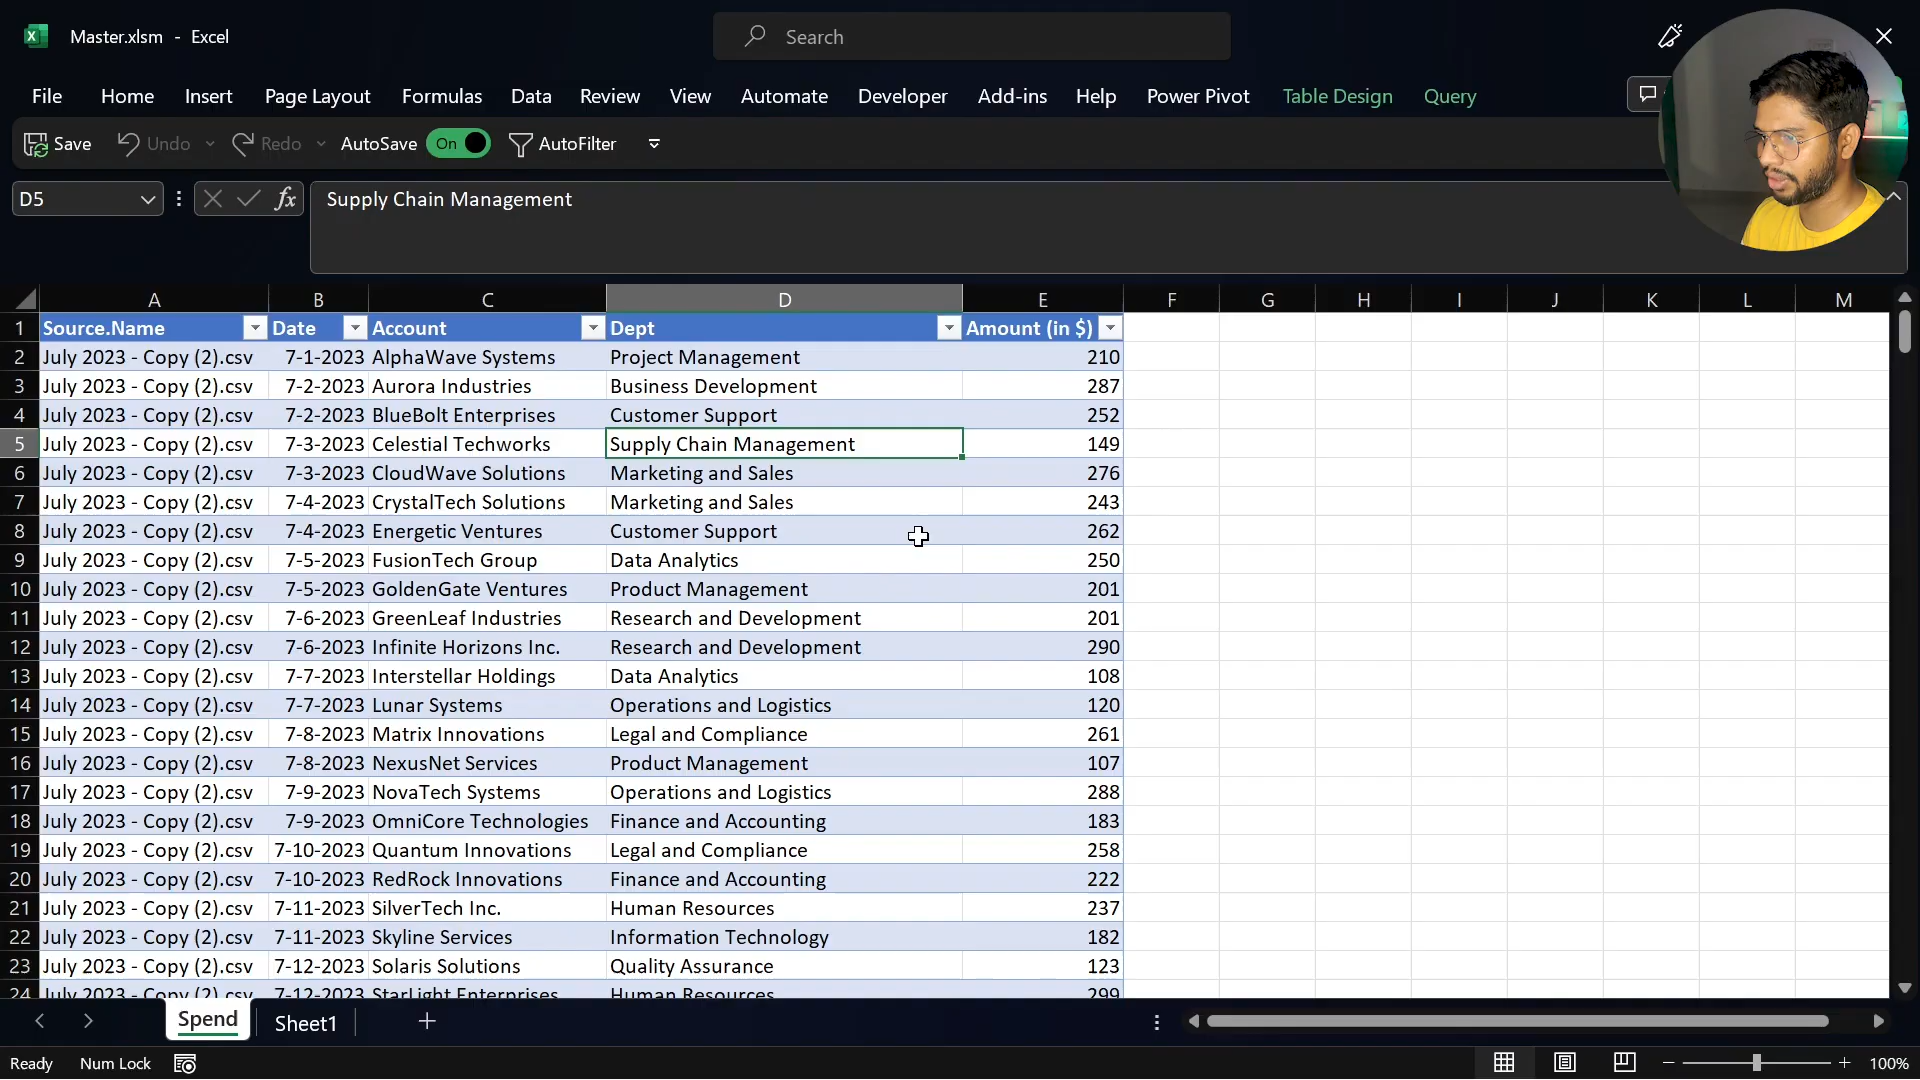 Master.xlsm - Excel
Search
File Home Insert Page Layout Formulas Data Review View Automate Developer Add-ins Help Power Pivot Table Design Query
Save Undo Redo AutoSave On AutoFilter
D5 fx Supply Chain Management
A B C D E F G H I J K L M
1 Source.Name Date Account Dept Amount (in $)
2 July 2023 - Copy (2).csv 7-1-2023 AlphaWave Systems Project Management 210
3 July 2023 - Copy (2).csv 7-2-2023 Aurora Industries Business Development 287
4 July 2023 - Copy (2).csv 7-2-2023 BlueBolt Enterprises Customer Support 252
5 July 2023 - Copy (2).csv 7-3-2023 Celestial Techworks Supply Chain Management 149
6 July 2023 - Copy (2).csv 7-3-2023 CloudWave Solutions Marketing and Sales 276
7 July 2023 - Copy (2).csv 7-4-2023 CrystalTech Solutions Marketing and Sales 243
8 July 2023 - Copy (2).csv 7-4-2023 Energetic Ventures Customer Support 262
9 July 2023 - Copy (2).csv 7-5-2023 FusionTech Group Data Analytics 250
10 July 2023 - Copy (2).csv 7-5-2023 GoldenGate Ventures Product Management 201
11 July 2023 - Copy (2).csv 7-6-2023 GreenLeaf Industries Research and Development 201
12 July 2023 - Copy (2).csv 7-6-2023 Infinite Horizons Inc. Research and Development 290
13 July 2023 - Copy (2).csv 7-7-2023 Interstellar Holdings Data Analytics 108
14 July 2023 - Copy (2).csv 7-7-2023 Lunar Systems Operations and Logistics 120
15 July 2023 - Copy (2).csv 7-8-2023 Matrix Innovations Legal and Compliance 261
16 July 2023 - Copy (2).csv 7-8-2023 NexusNet Services Product Management 107
17 July 2023 - Copy (2).csv 7-9-2023 NovaTech Systems Operations and Logistics 288
18 July 2023 - Copy (2).csv 7-9-2023 OmniCore Technologies Finance and Accounting 183
19 July 2023 - Copy (2).csv 7-10-2023 Quantum Innovations Legal and Compliance 258
20 July 2023 - Copy (2).csv 7-10-2023 RedRock Innovations Finance and Accounting 222
21 July 2023 - Copy (2).csv 7-11-2023 SilverTech Inc. Human Resources 237
22 July 2023 - Copy (2).csv 7-11-2023 Skyline Services Information Technology 182
23 July 2023 - Copy (2).csv 7-12-2023 Solaris Solutions Quality Assurance 123
24 July 2023 - Copy (2).csv 7-12-2023 StarLight Enterprises Human Resources 299
Spend Sheet1
Ready Num Lock 100%